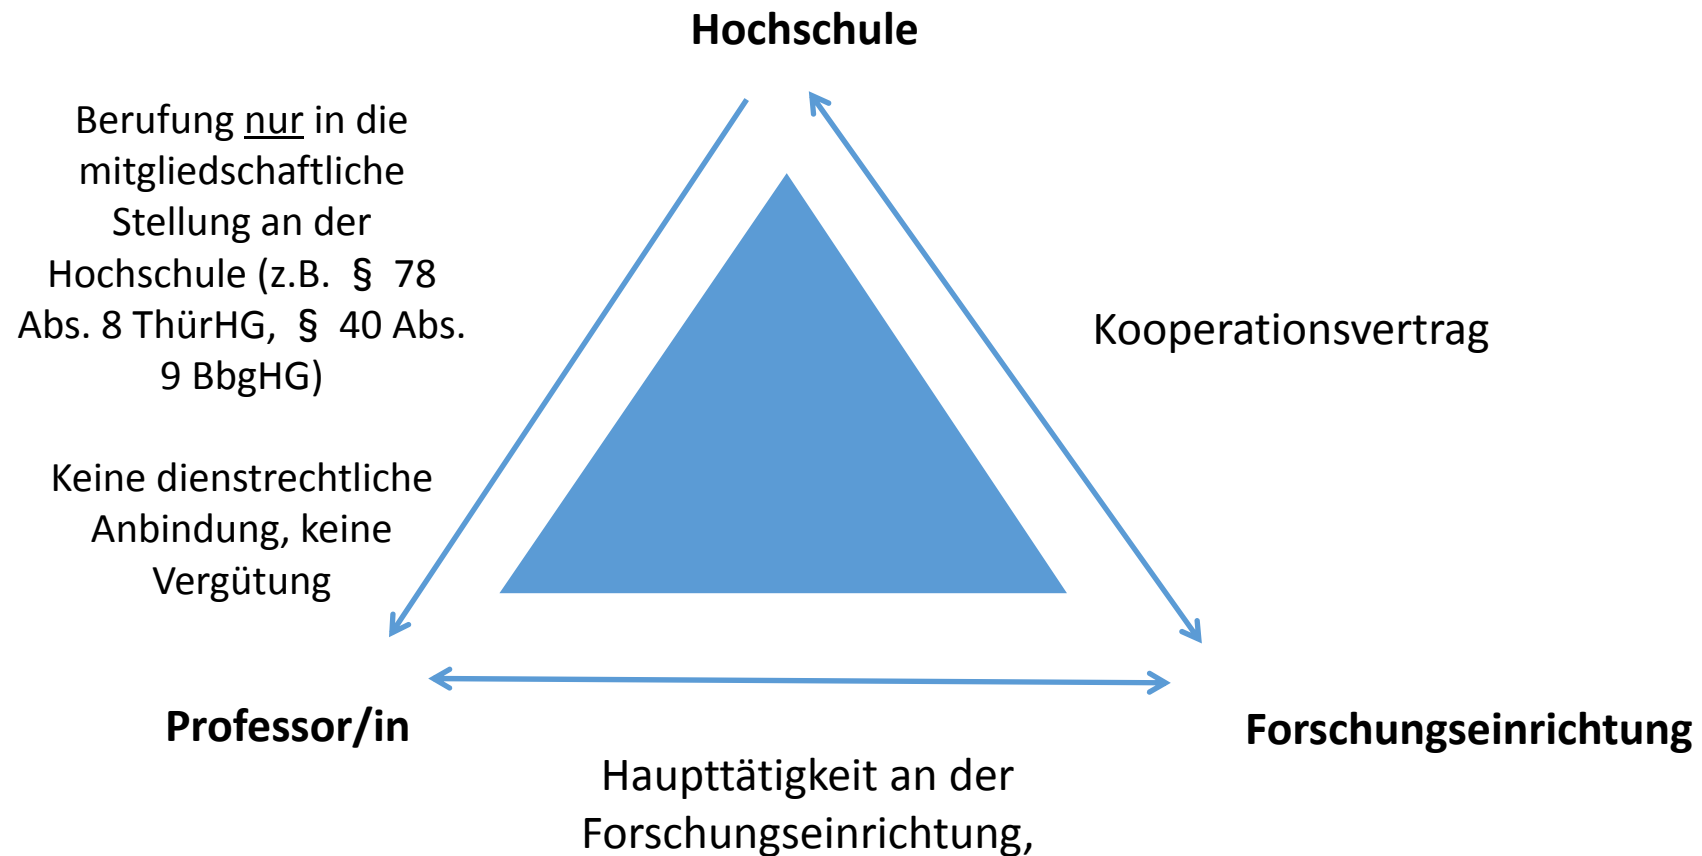 Hochschule
Berufung nur in die
mitgliedschaftliche
Stellung an der
Hochschule (z.B. § 78
Abs. 8 ThürHG, § 40 Abs.
9 BbgHG)
Keine dienstrechtliche
Anbindung, keine
Vergütung
Kooperationsvertrag
Professor/in
Forschungseinrichtung
Haupttätigkeit an der
Forschungseinrichtung,